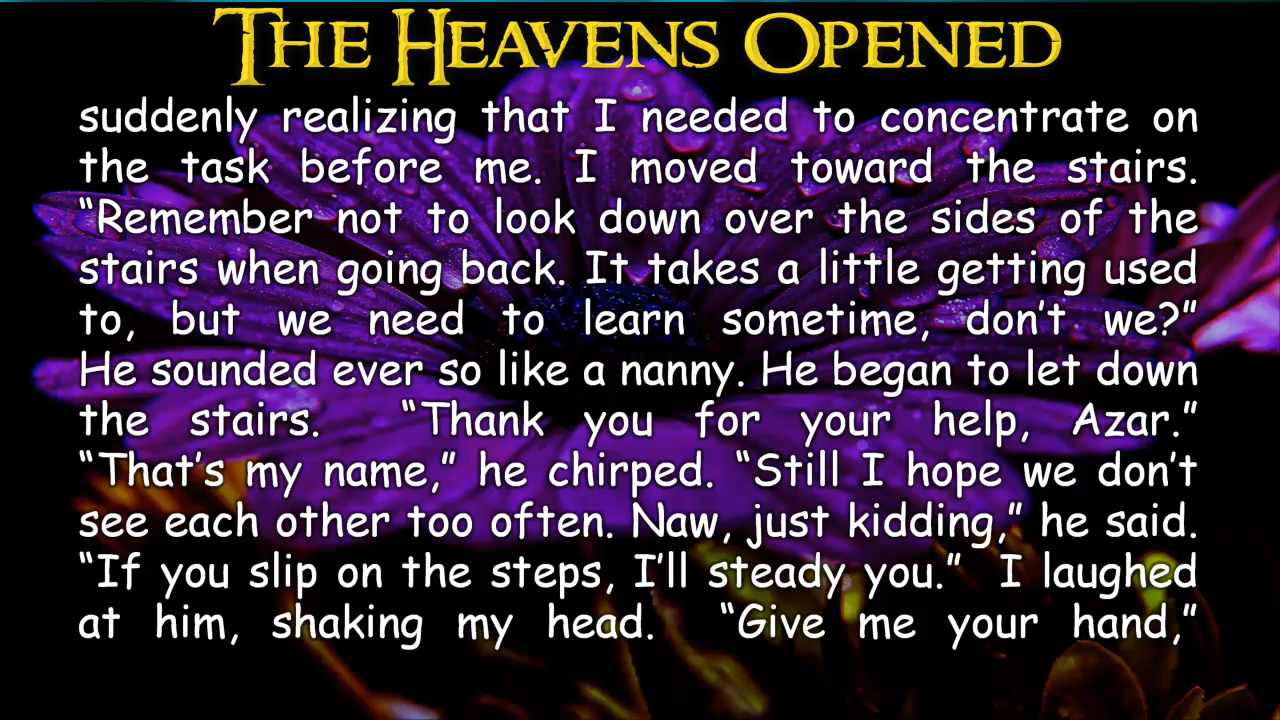 THE HEAVENS OPENED
suddenly realizing that I needed to concentrate on
the task before me. I moved toward the stairs.
“Remember not to look down over the sides of the
stairs when going back. It takes a little getting used
to, but we need to learn sometime, don’t we?”
He sounded ever so like a nanny. He began to let down
the stairs. “Thank you for your help, Azar.”
“That’s my name,” he chirped. “Still I hope we don’t
see each other too often. Naw, just kidding,” he said.
“If you slip on the steps, I’ll steady you.” I laughed
at him, shaking my head. “Give me your hand,”